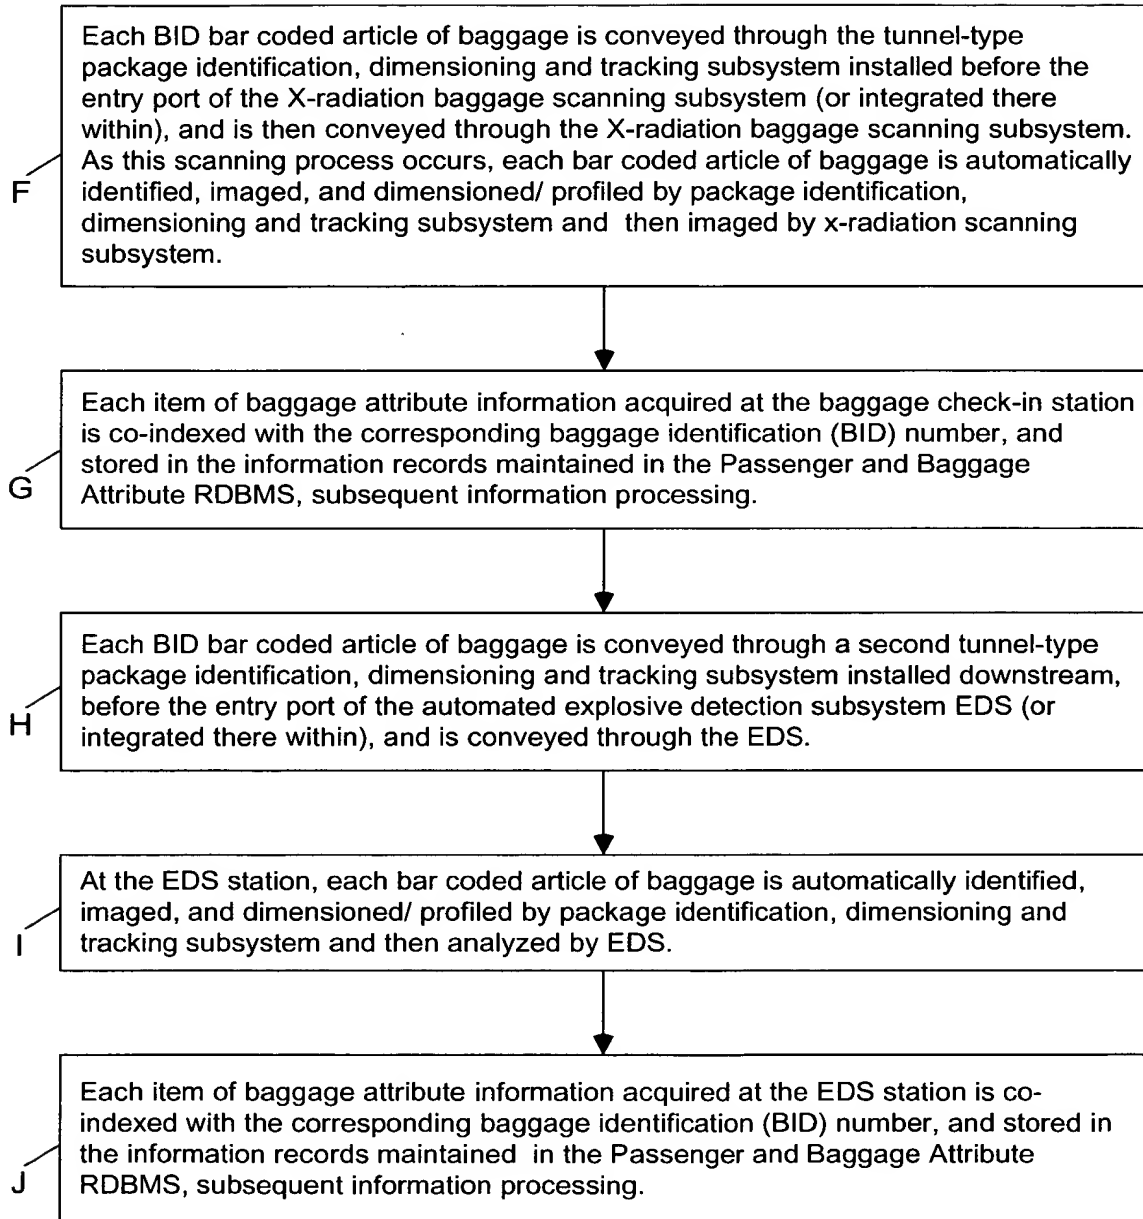 Each BID bar coded article of baggage is conveyed through the tunnel-type
package identification, dimensioning and tracking subsystem installed before the
entry port of the X-radiation baggage scanning subsystem (or integrated there
within), and is then conveyed through the X-radiation baggage scanning subsystem.
As this scanning process occurs, each bar coded article of baggage is automatically
identified, imaged, and dimensioned/ profiled by package identification,
dimensioning and tracking subsystem and then imaged by x-radiation scanning
subsystem.
F
Each item of baggage attribute information acquired at the baggage check-in station
is co-indexed with the corresponding baggage identification (BID) number, and
stored in the information records maintained in the Passenger and Baggage
Attribute RDBMS, subsequent information processing.
G
Each BID bar coded article of baggage is conveyed through a second tunnel-type
package identification, dimensioning and tracking subsystem installed downstream,
before the entry port of the automated explosive detection subsystem EDS (or
integrated there within), and is conveyed through the EDS.
H
At the EDS station, each bar coded article of baggage is automatically identified,
imaged, and dimensioned/ profiled by package identification, dimensioning and
tracking subsystem and then analyzed by EDS.
I
Each item of baggage attribute information acquired at the EDS station is co-
indexed with the corresponding baggage identification (BID) number, and stored in
the information records maintained in the Passenger and Baggage Attribute
RDBMS, subsequent information processing.
J